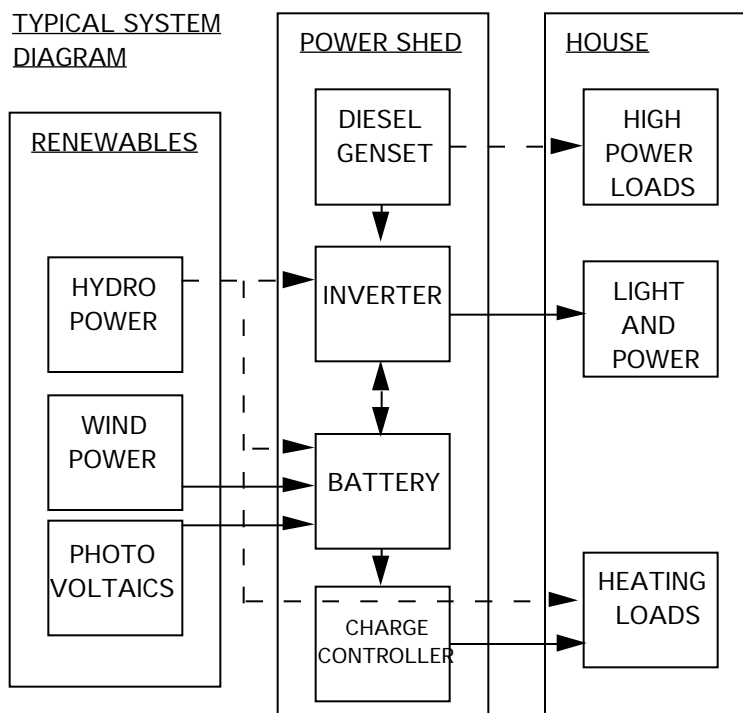 TYPICAL SYSTEM
DIAGRAM
RENEWABLES
HYDRO
POWER
WIND
POWER
PHOTO
VOLTAICS
POWER SHED
DIESEL
GENSET
INVERTER
BATTERY
CHARGE
CONTROLLER
HOUSE
HIGH
POWER
LOADS
LIGHT
AND
POWER
HEATING
LOADS